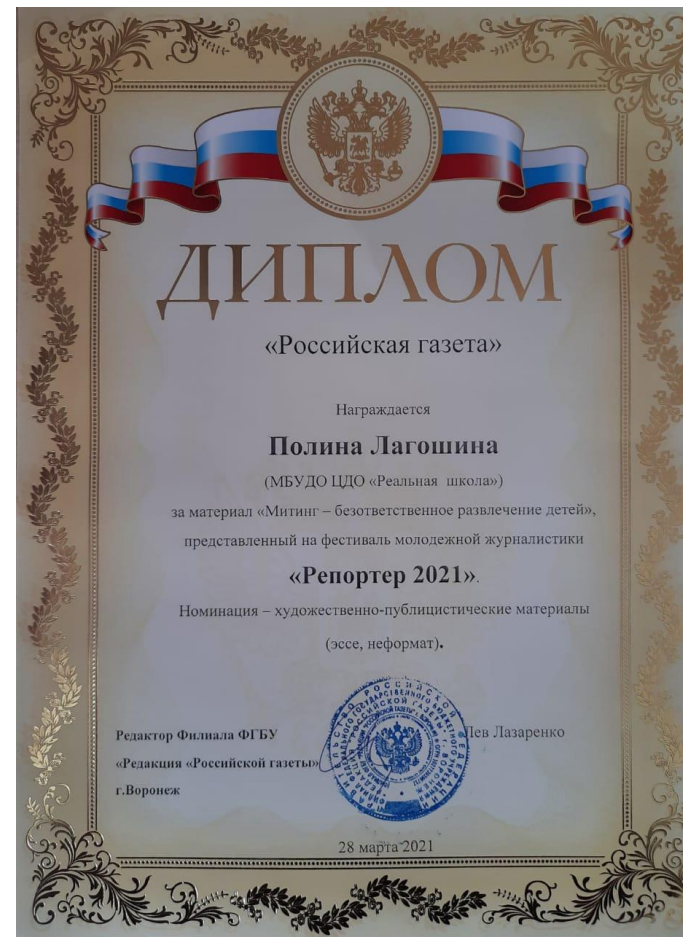 ДИПЛОМ
«Российская газета»
Награждается
Полина Лагошина
(МБУДО ЦДО «Реальная школа»)
за материал «Митинг – безответственное развлечение детей»,
представленный на фестиваль молодежной журналистики
«Репортер 2021».
Номинация – художественно-публицистические материалы
(эссе, неформат).
Редактор Филиала ФГБУ
Лев Лазаренко
«Редакция «Российской газеты»
г.Воронеж
28 марта 2021